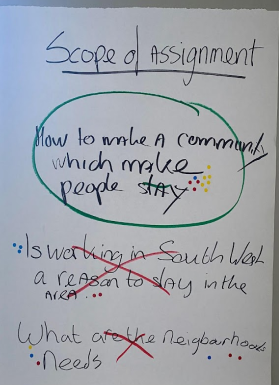 Scope of Assignment
How to make A community
which make
people stay
Is working in South West
a reason to stay in the
area.
What are the Neigbourhoods
Needs